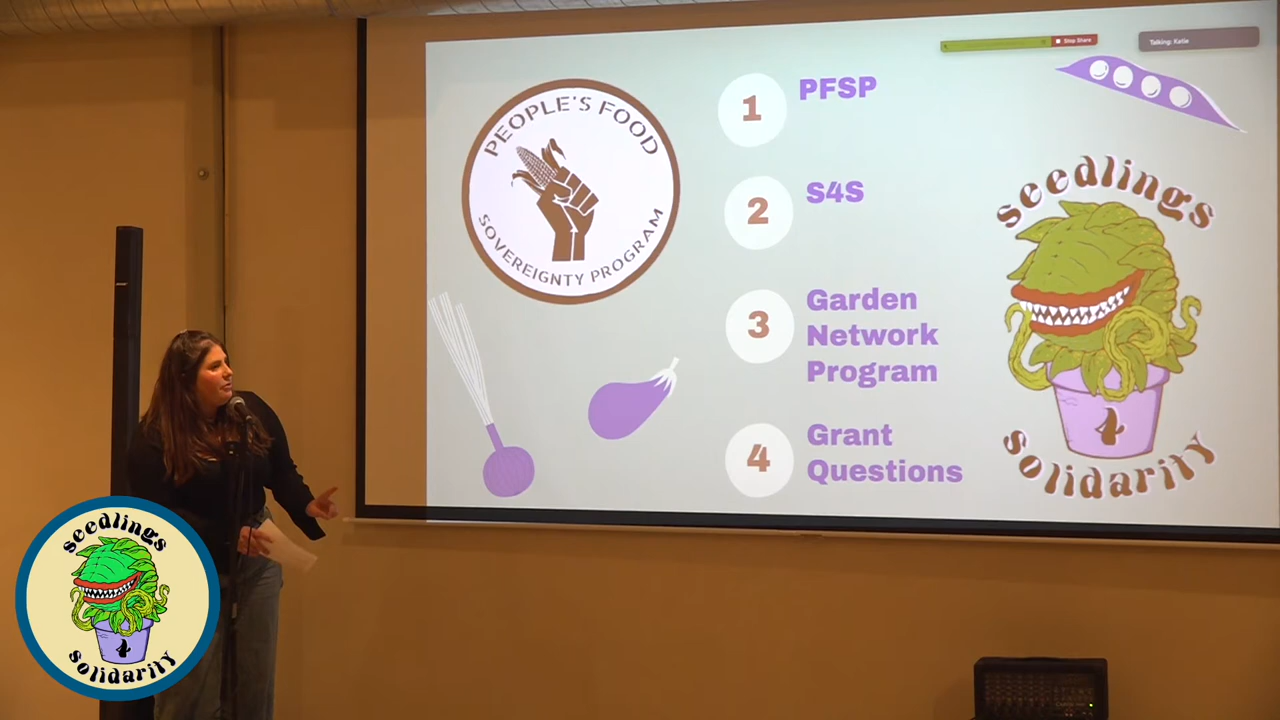 Stop Share
Talking: Katie
PEOPLE'S FOOD
SOVEREIGNTY PROGRAM
1
PFSP
2
S4S
3
Garden
Network
Program
4
Grant
Questions
seedlings
4
solidarity
seedlings
4
solidarity